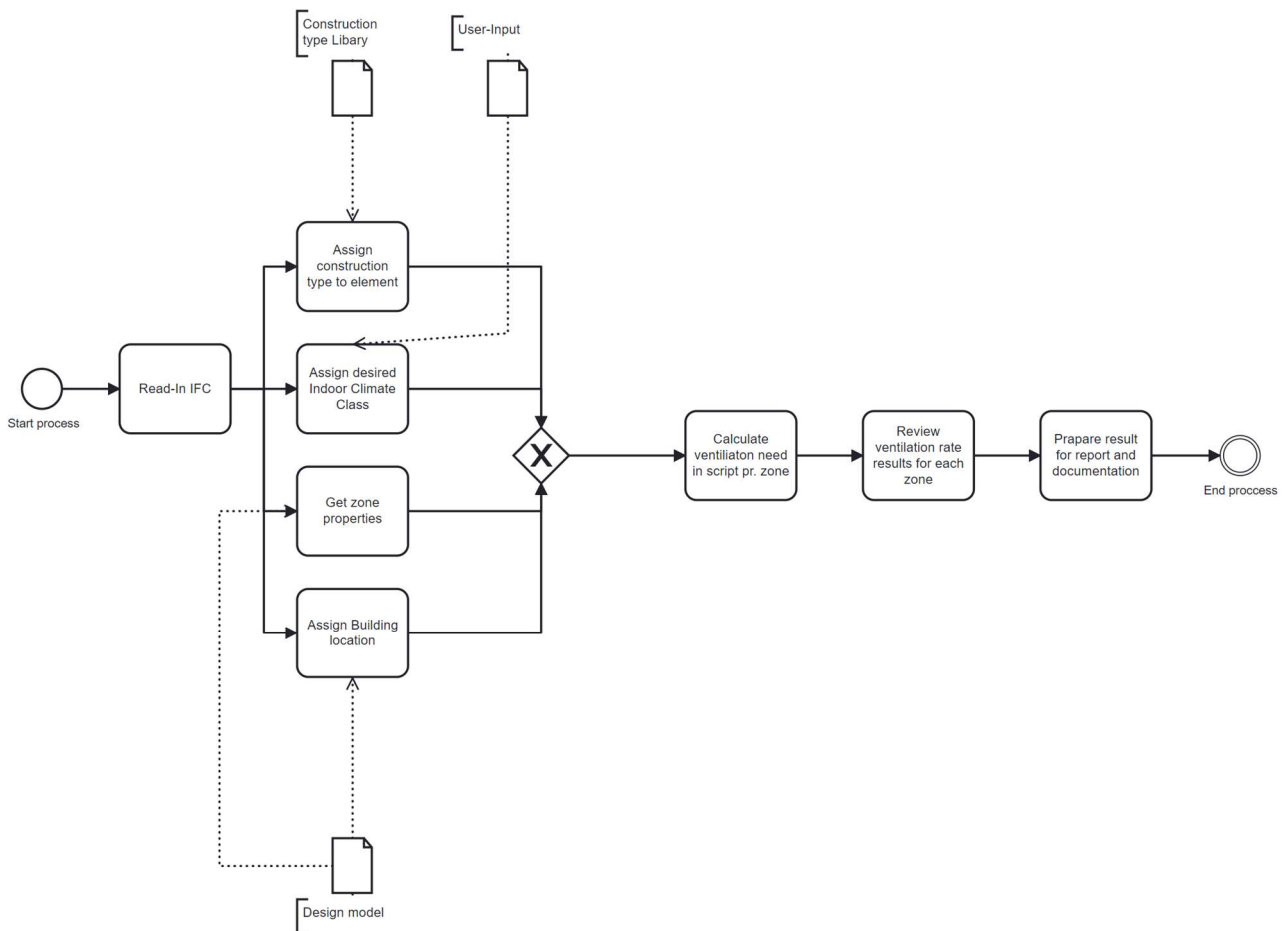 Construction
type Libary
User-Input
Assign
construction
type to element
Start process
Read-In IFC
Assign desired
Indoor Climate
Class
Get zone
properties
Assign Building
location
X
Calculate
ventiliaton need
in script pr. zone
Review
ventilation rate
results for each
zone
Prapare result
for report and
documentation
End proccess
Design model